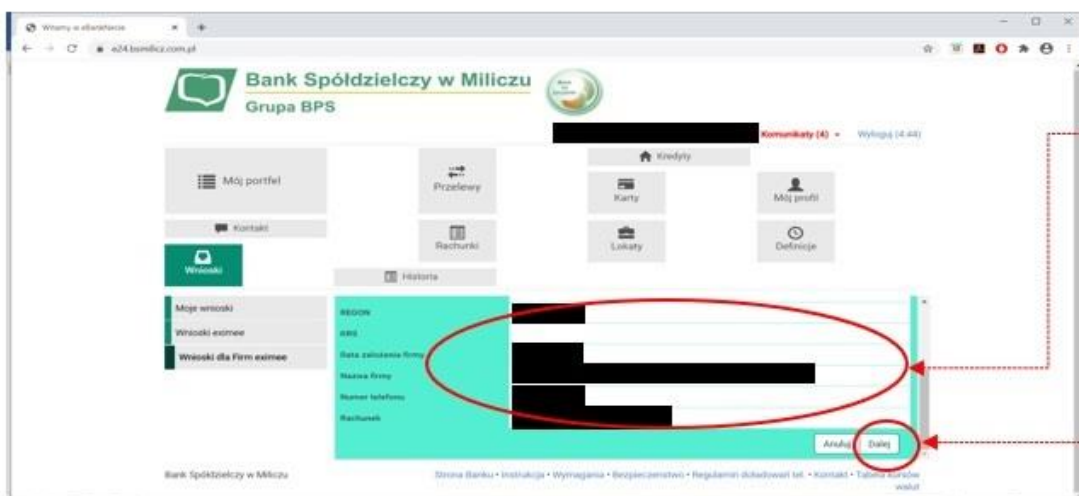 Witamy w eBankNecie
e24.bsmilicz.com.pl
Bank Spółdzielczy w Miliczu
Grupa BPS
Komunikaty (4) Wyloguj (4:44)
Mój portfel
Przelewy
Kredyty
Karty
Mój profil
Kontakt
Rachunki
Lokaty
Definicje
Wnioski
Historia
Moje wnioski
Wnioski eximee
Wnioski dla Firm eximee
REGON
KRS
Data założenia firmy
Nazwa firmy
Numer telefonu
Rachunek
Anuluj Dalej
Bank Spółdzielczy w Miliczu
Strona Banku • Instrukcja • Wymagania • Bezpieczeństwo • Regulamin doładowań tel. • Kontakt • Tabela kursów
walut